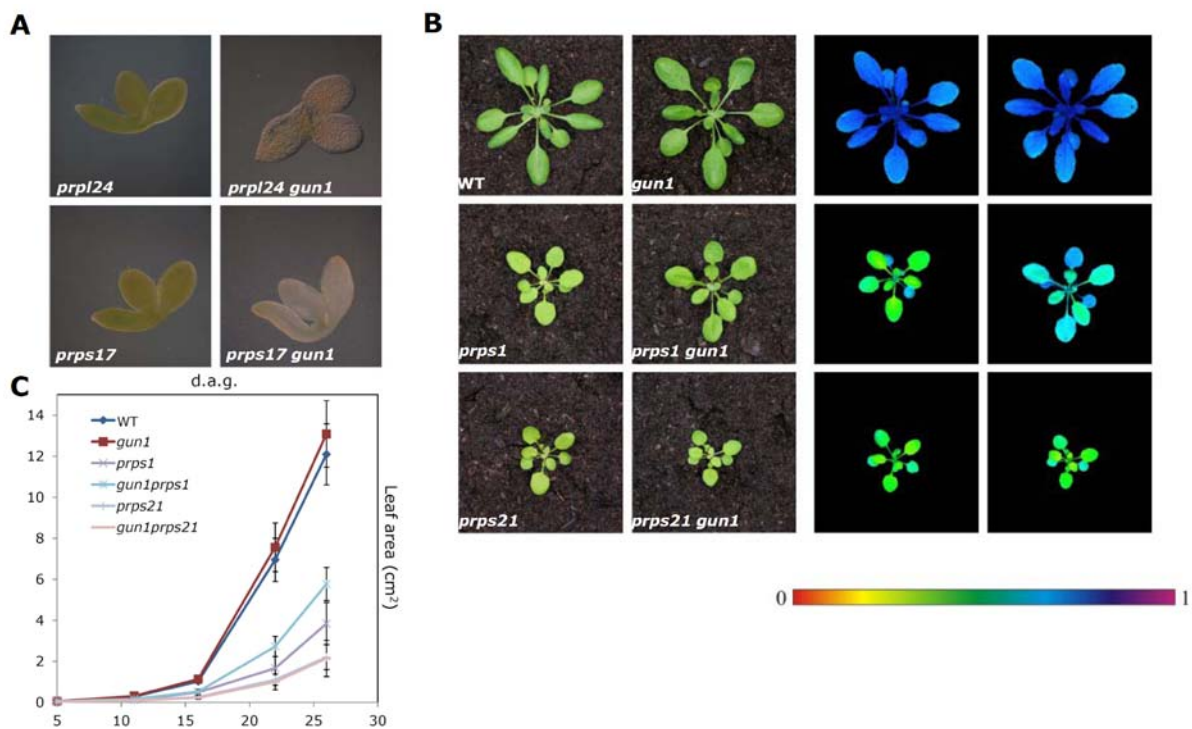 A
prpl24
prpl24 gun1
prps17
prps17 gun1
B
WT
gun1
prps1
prps1 gun1
prps21
prps21 gun1
0
1
C
d.a.g.
14
12
10
8
6
4
2
0
WT
gun1
prps1
gun1prps1
prps21
gun1prps21
Leaf area (cm²)
5
10
15
20
25
30